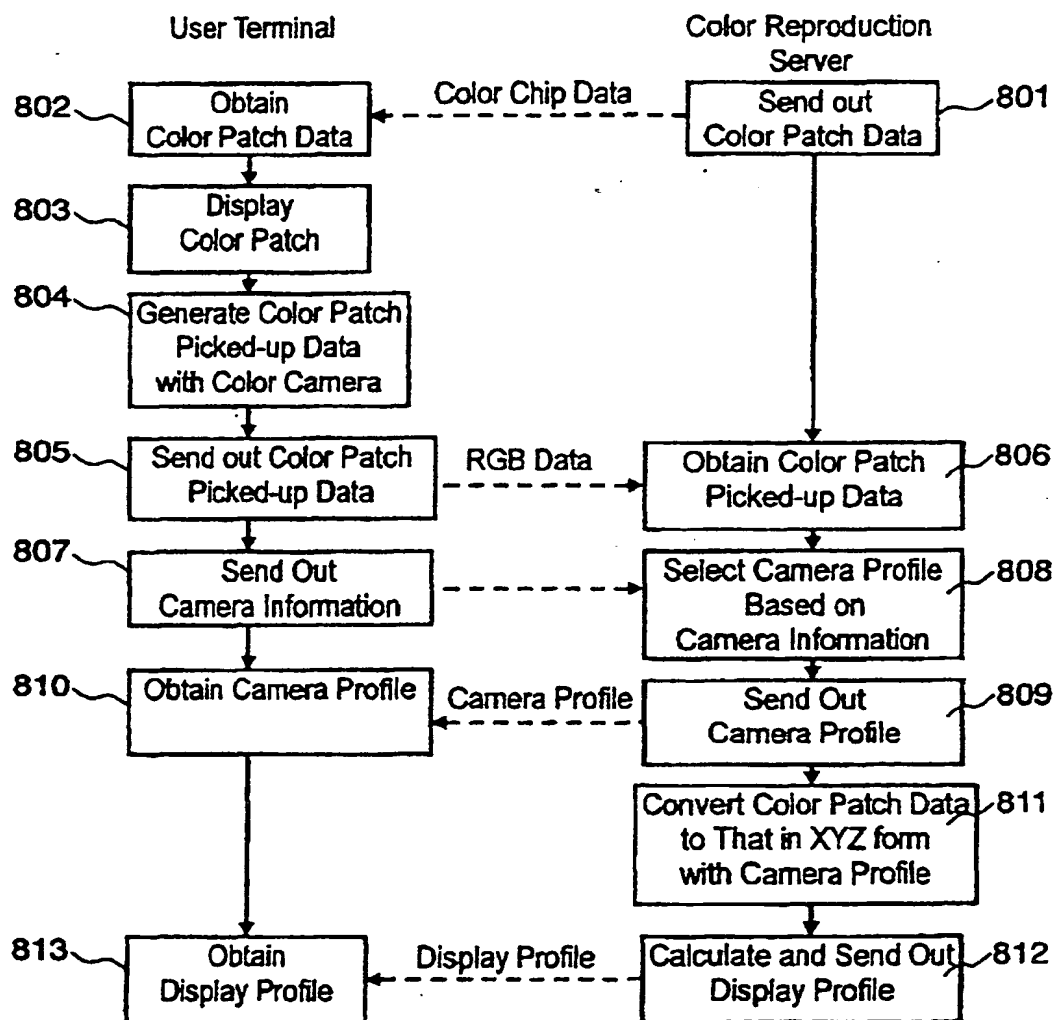 User Terminal
Color Reproduction
Server
802
Obtain
Color Patch Data
Color Chip Data
Send out
Color Patch Data
801
803
Display
Color Patch
804
Generate Color Patch
Picked-up Data
with Color Camera
805
Send out Color Patch
Picked-up Data
RGB Data
Obtain Color Patch
Picked-up Data
806
807
Send Out
Camera Information
Select Camera Profile
Based on
Camera Information
808
810
Obtain Camera Profile
Camera Profile
Send Out
Camera Profile
809
Convert Color Patch Data
to That in XYZ form
with Camera Profile
811
813
Obtain
Display Profile
Display Profile
Calculate and Send Out
Display Profile
812